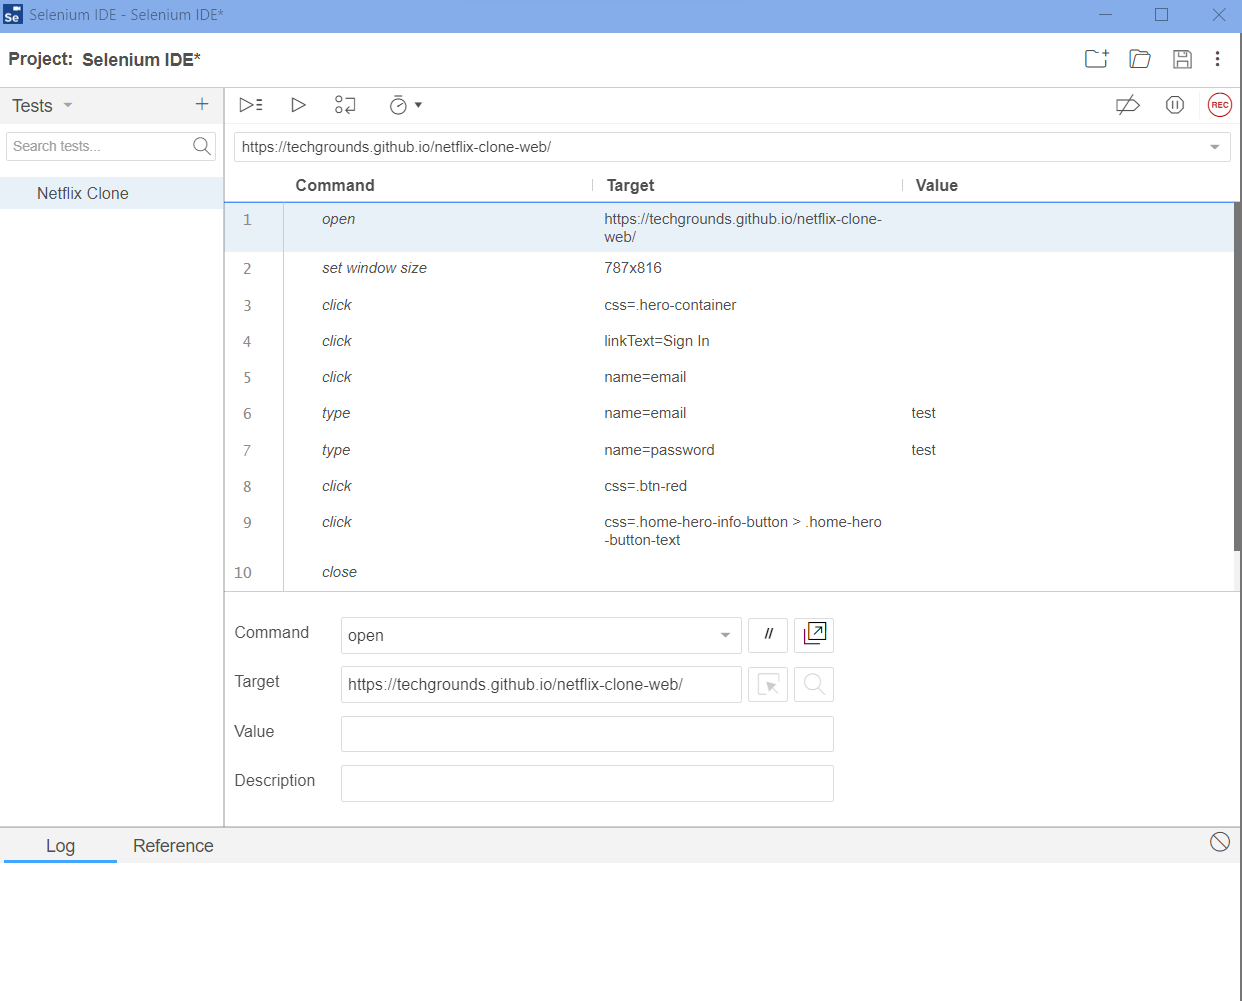 Se Selenium IDE - Selenium IDE*
Project: Selenium IDE*
Tests
REC
Search tests...
https://techgrounds.github.io/netflix-clone-web/
Netflix Clone
Command Target Value
1 open https://techgrounds.github.io/netflix-clone-
web/
2 set window size 787x816
3 click css=.hero-container
4 click linkText=Sign In
5 click name=email
6 type name=email test
7 type name=password test
8 click css=.btn-red
9 click css=.home-hero-info-button > .home-hero
-button-text
10 close
Command open //
Target https://techgrounds.github.io/netflix-clone-web/
Value
Description
Log Reference